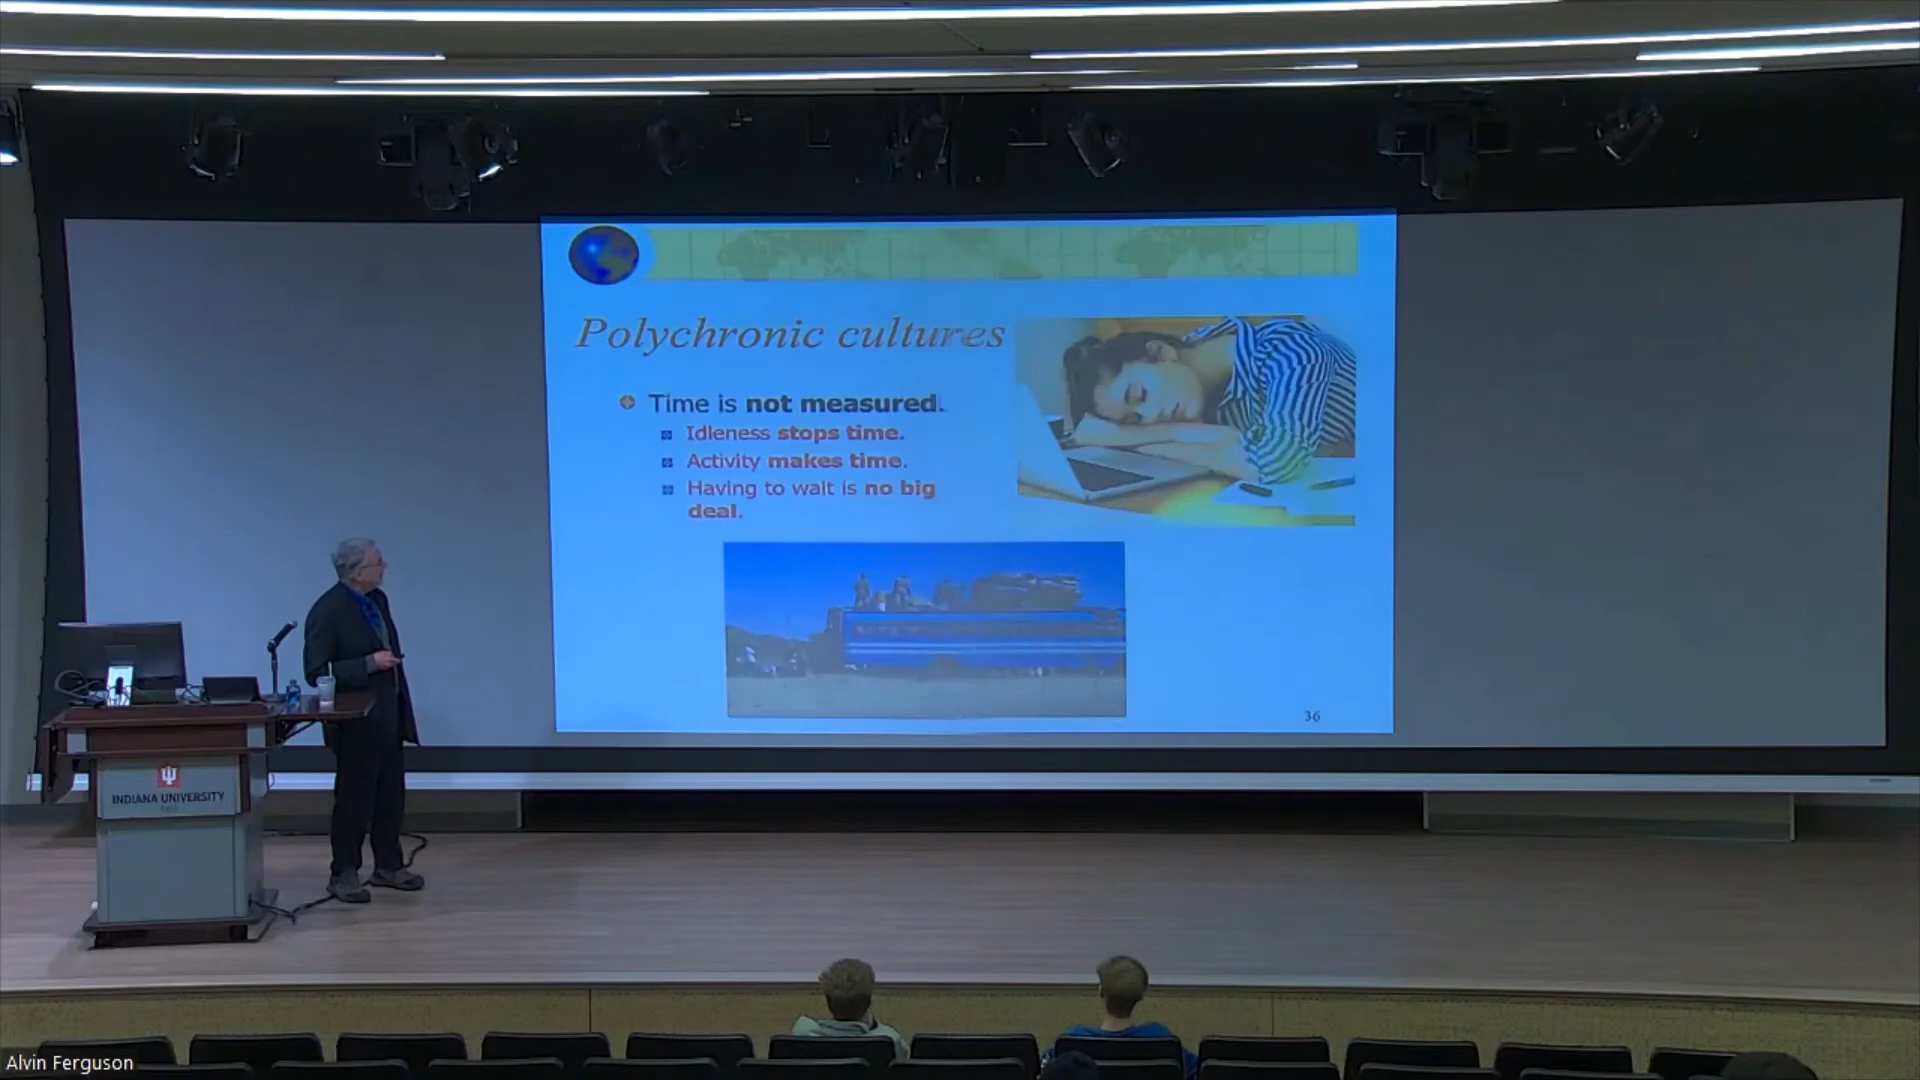 Polychronic cultures
Time is not measured.
Idleness stops time.
Activity makes time.
Having to wait is no big
deal.
36
INDIANA UNIVERSITY
Alvin Ferguson